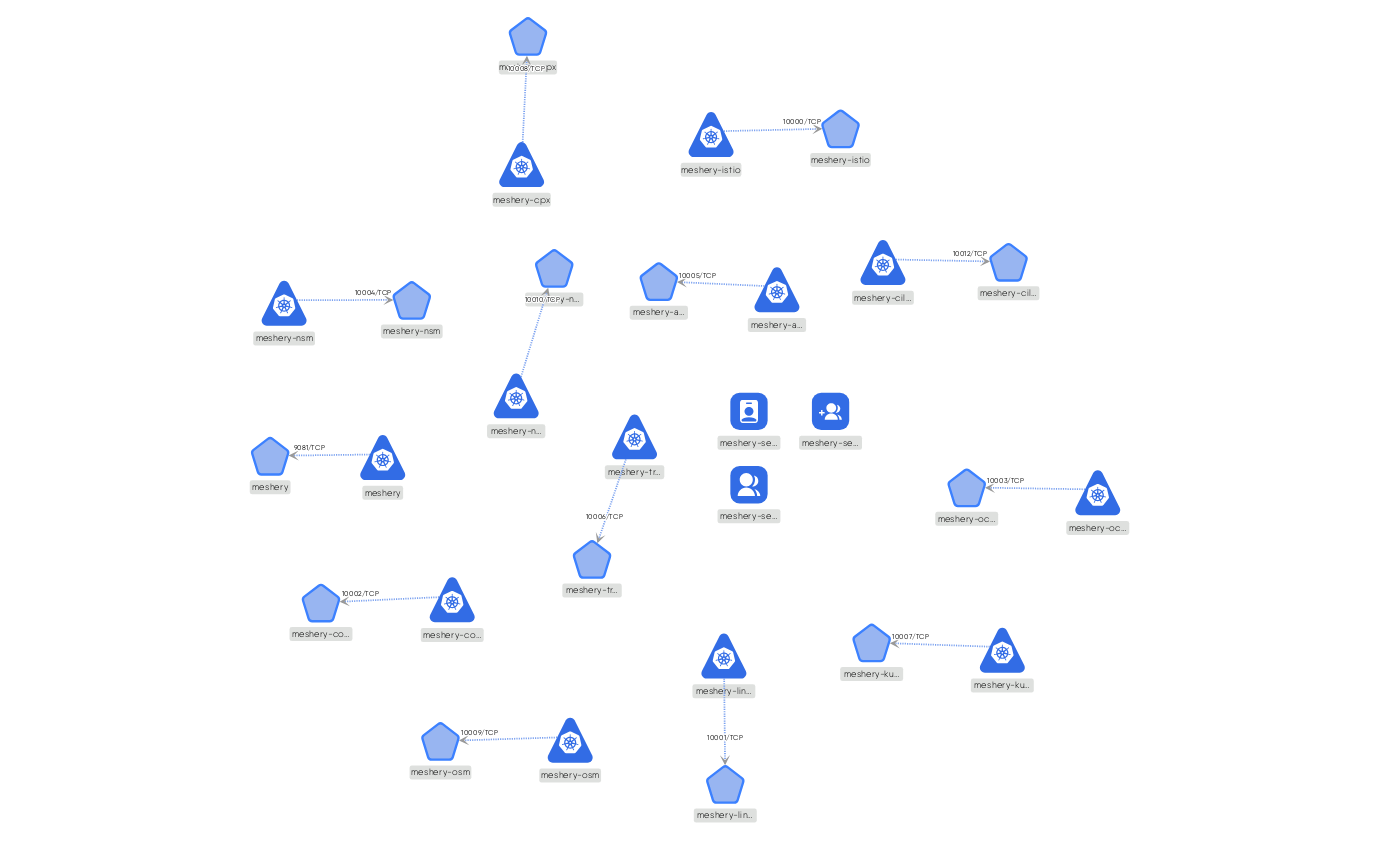 10008/TCP
meshery-cpx
10000/TCP
meshery-istio
meshery-istio
10012/TCP
meshery-cil...
meshery-cil...
10005/TCP
meshery-a...
meshery-a...
10010/TCP
10004/TCP
meshery-nsm
meshery-nsm
meshery-n...
meshery-se...
meshery-se...
9081/TCP
meshery
meshery
meshery-tr...
meshery-se...
10003/TCP
meshery-oc...
meshery-oc...
10006/TCP
meshery-tr...
10002/TCP
meshery-co...
meshery-co...
10007/TCP
meshery-ku...
meshery-ku...
meshery-lin...
10009/TCP
meshery-osm
meshery-osm
10001/TCP
meshery-lin...